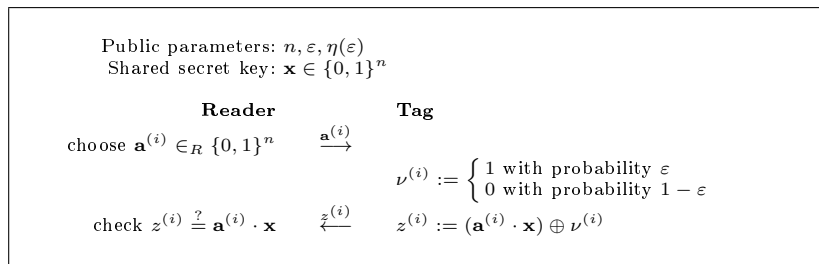 Public parameters: n, ε, η(ε)
Shared secret key: x ∈ {0, 1}ⁿ
Reader Tag
choose a⁽ⁱ⁾ ∈_R {0, 1}ⁿ a⁽ⁱ⁾ ⟶
ν⁽ⁱ⁾ := { 1 with probability ε
0 with probability 1 − ε
check z⁽ⁱ⁾ ≟ a⁽ⁱ⁾ · x z⁽ⁱ⁾ ⟵ z⁽ⁱ⁾ := (a⁽ⁱ⁾ · x) ⊕ ν⁽ⁱ⁾